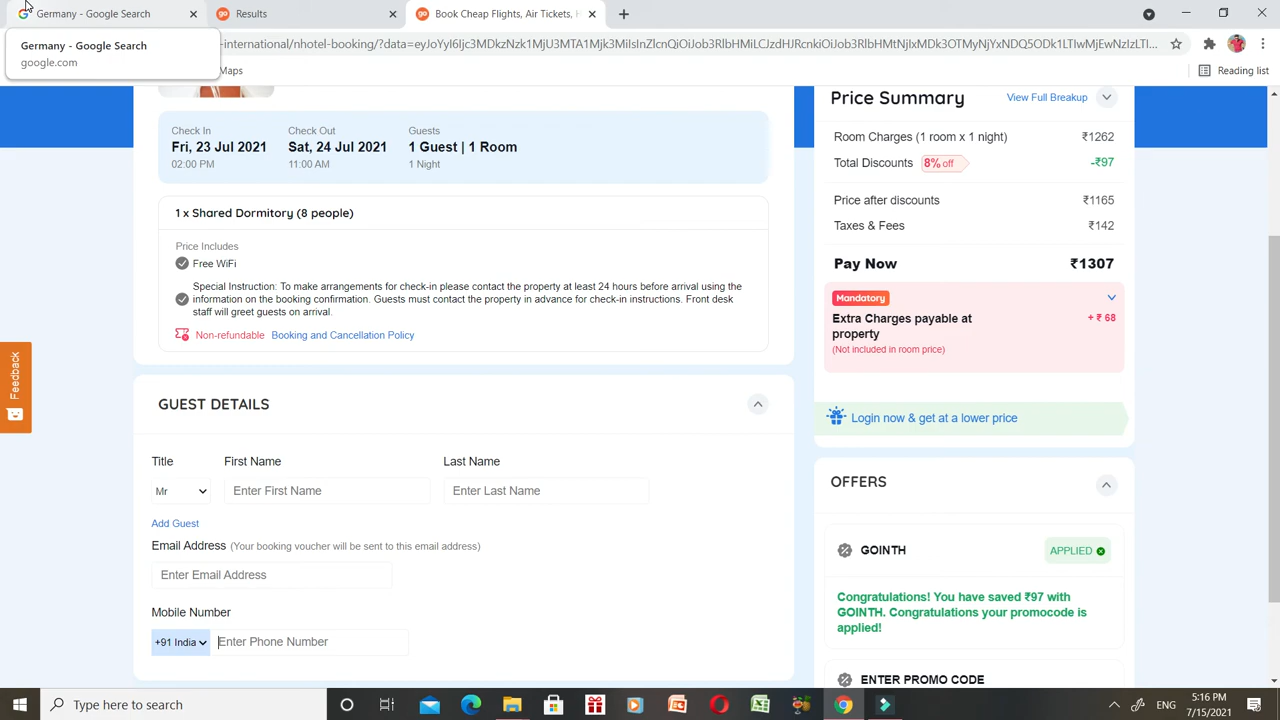 Germany - Google Search
Results
Book Cheap Flights, Air Tickets, H
Germany - Google Search
google.com
Maps
Reading list
Check In
Check Out
Guests
Fri, 23 Jul 2021
Sat, 24 Jul 2021
1 Guest | 1 Room
02:00 PM
11:00 AM
1 Night
1 x Shared Dormitory (8 people)
Price Includes
Free WiFi
Special Instruction: To make arrangements for check-in please contact the property at least 24 hours before arrival using the
information on the booking confirmation. Guests must contact the property in advance for check-in instructions. Front desk
staff will greet guests on arrival.
Non-refundable Booking and Cancellation Policy
Feedback
GUEST DETAILS
Title
First Name
Last Name
Mr
Enter First Name
Enter Last Name
Add Guest
Email Address (Your booking voucher will be sent to this email address)
Enter Email Address
Mobile Number
+91 India
Enter Phone Number
Price Summary
View Full Breakup
Room Charges (1 room x 1 night) ₹1262
Total Discounts 8% off -₹97
Price after discounts ₹1165
Taxes & Fees ₹142
Pay Now ₹1307
Mandatory
Extra Charges payable at + ₹ 68
property
(Not included in room price)
Login now & get at a lower price
OFFERS
GOINTH APPLIED
Congratulations! You have saved ₹97 with
GOINTH. Congratulations your promocode is
applied!
ENTER PROMO CODE
Type here to search
ENG
5:16 PM
7/15/2021